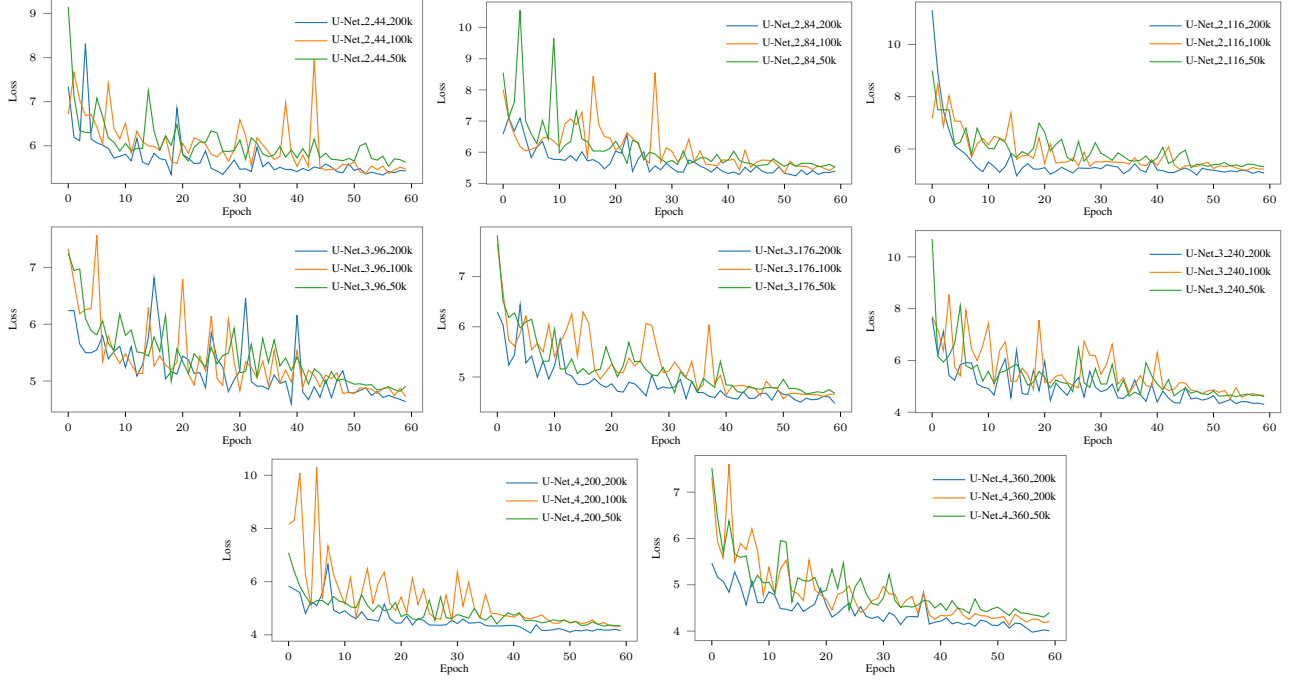 9
8
7
6
Loss
U-Net_2_44_200k
U-Net_2_44_100k
U-Net_2_44_50k
0 10 20 30 40 50 60
Epoch
10
9
8
7
6
5
Loss
U-Net_2_84_200k
U-Net_2_84_100k
U-Net_2_84_50k
0 10 20 30 40 50 60
Epoch
10
8
6
Loss
U-Net_2_116_200k
U-Net_2_116_100k
U-Net_2_116_50k
0 10 20 30 40 50 60
Epoch
7
6
5
Loss
U-Net_3_96_200k
U-Net_3_96_100k
U-Net_3_96_50k
0 10 20 30 40 50 60
Epoch
7
6
5
Loss
U-Net_3_176_200k
U-Net_3_176_100k
U-Net_3_176_50k
0 10 20 30 40 50 60
Epoch
10
8
6
4
Loss
U-Net_3_240_200k
U-Net_3_240_100k
U-Net_3_240_50k
0 10 20 30 40 50 60
Epoch
10
8
6
4
Loss
U-Net_4_200_200k
U-Net_4_200_100k
U-Net_4_200_50k
0 10 20 30 40 50 60
Epoch
7
6
5
4
Loss
U-Net_4_360_200k
U-Net_4_360_200k
U-Net_4_360_50k
0 10 20 30 40 50 60
Epoch